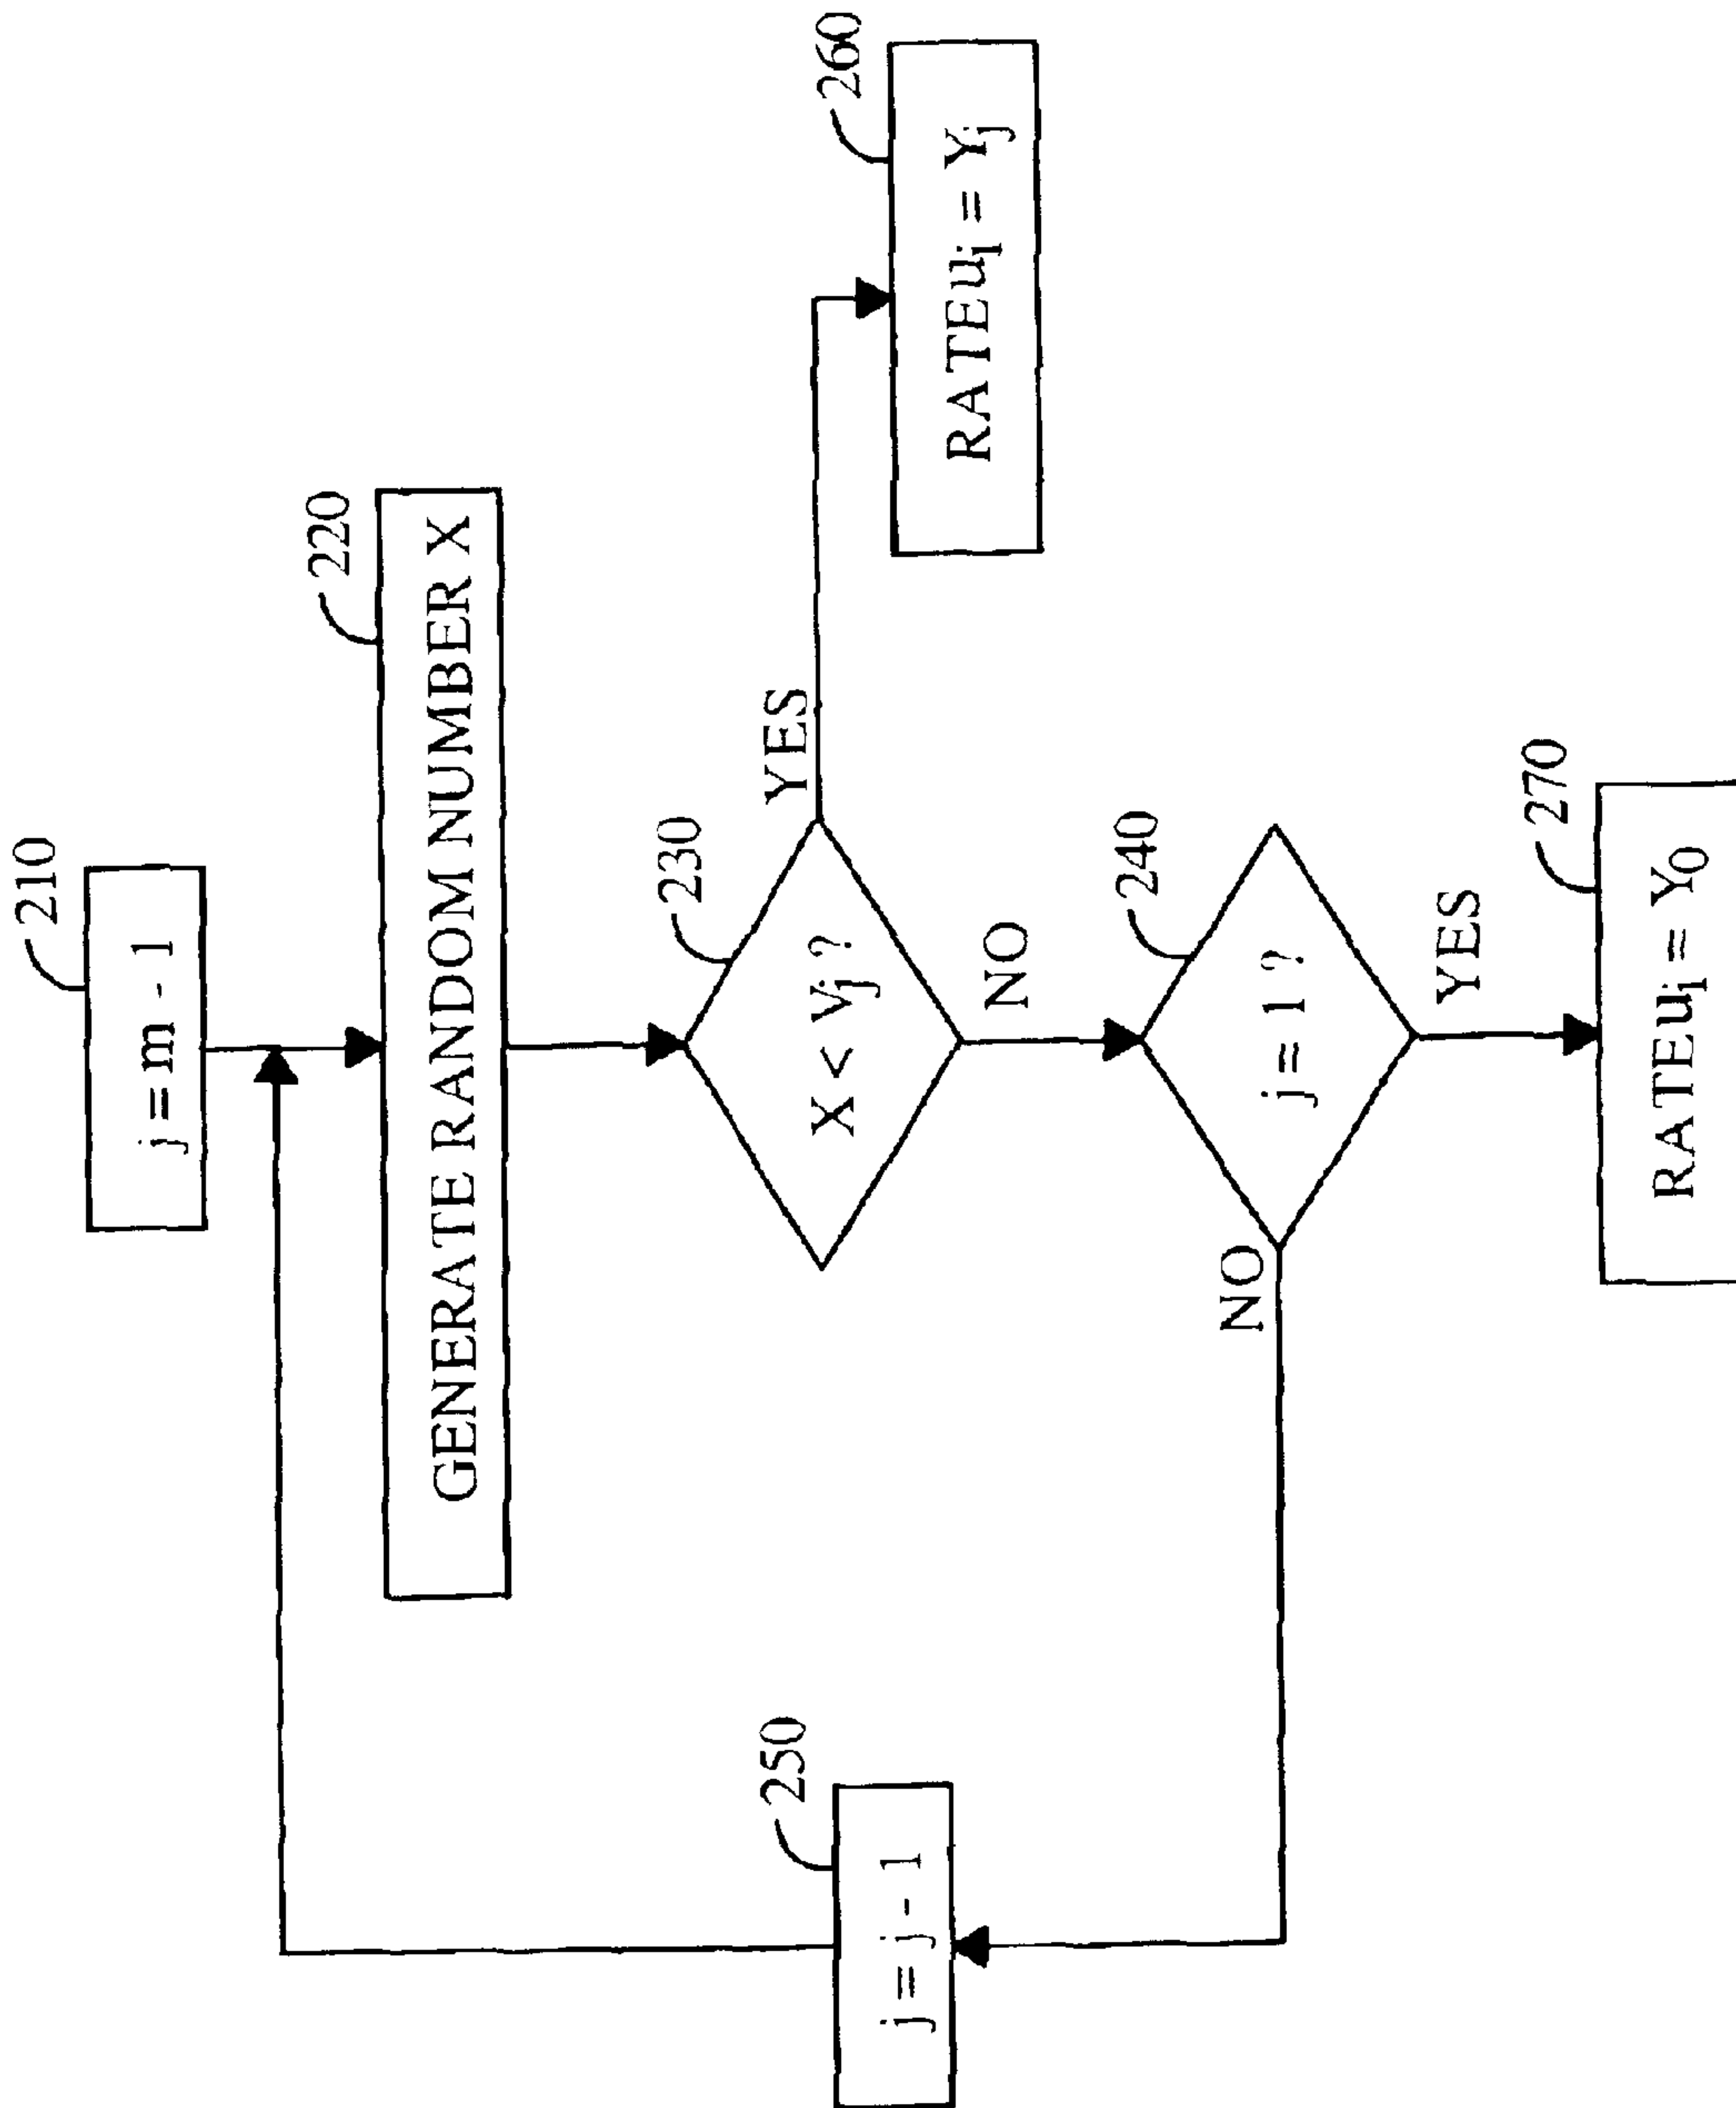 210
j = m - 1
220
GENERATE RANDOM NUMBER X
230
X < Vj ?
YES
260
RATEui = Yj
NO
240
j = 1?
NO
250
j = j - 1
YES
270
RATEui = Y0